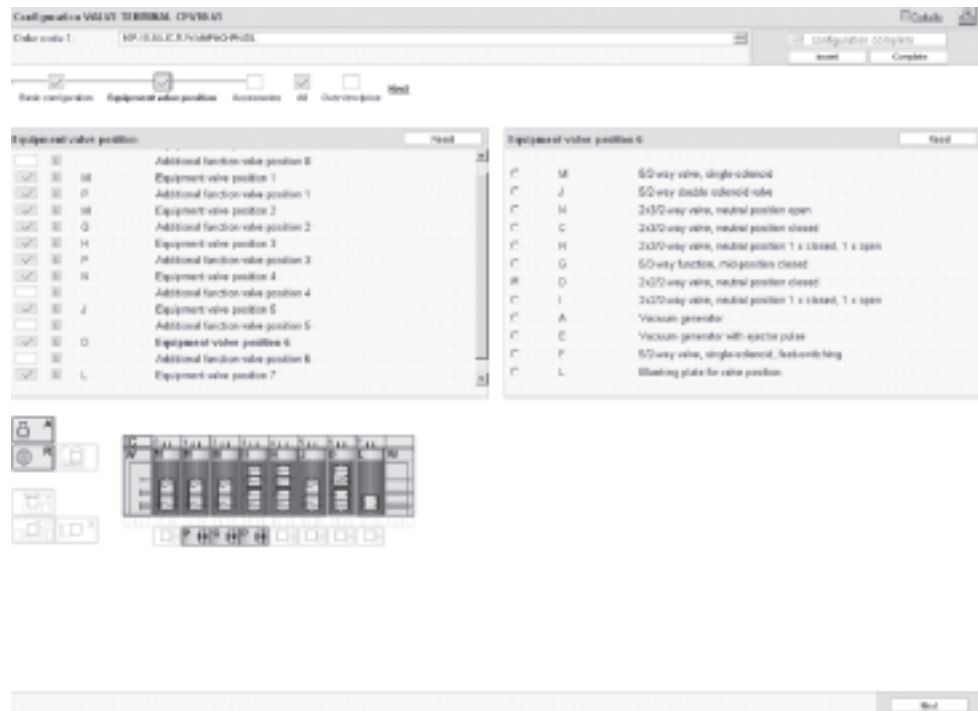 Configuration VALVE TERMINAL CPV10-VI
Details
Order code 1:
configuration complete
Insert
Complete
Basic configuration
Equipment valve position
Accessories
All
Overview/price
Next
Equipment valve position
Reset
Additional function valve position 0
M Equipment valve position 1
P Additional function valve position 1
M Equipment valve position 2
Q Additional function valve position 2
H Equipment valve position 3
P Additional function valve position 3
N Equipment valve position 4
Additional function valve position 4
J Equipment valve position 5
Additional function valve position 5
D Equipment valve position 6
Additional function valve position 6
L Equipment valve position 7
Equipment valve position 6
Reset
M 5/2-way valve, single-solenoid
J 5/2-way double solenoid valve
N 2x3/2-way valve, neutral position open
C 2x3/2-way valve, neutral position closed
H 2x3/2-way valve, neutral position 1 x closed, 1 x open
G 5/3-way function, mid-position closed
D 2x2/2-way valve, neutral position closed
I 2x2/2-way valve, neutral position 1 x closed, 1 x open
A Vacuum generator
E Vacuum generator with ejector pulse
F 5/2-way valve, single-solenoid, fast-switching
L Blanking plate for valve position
Next